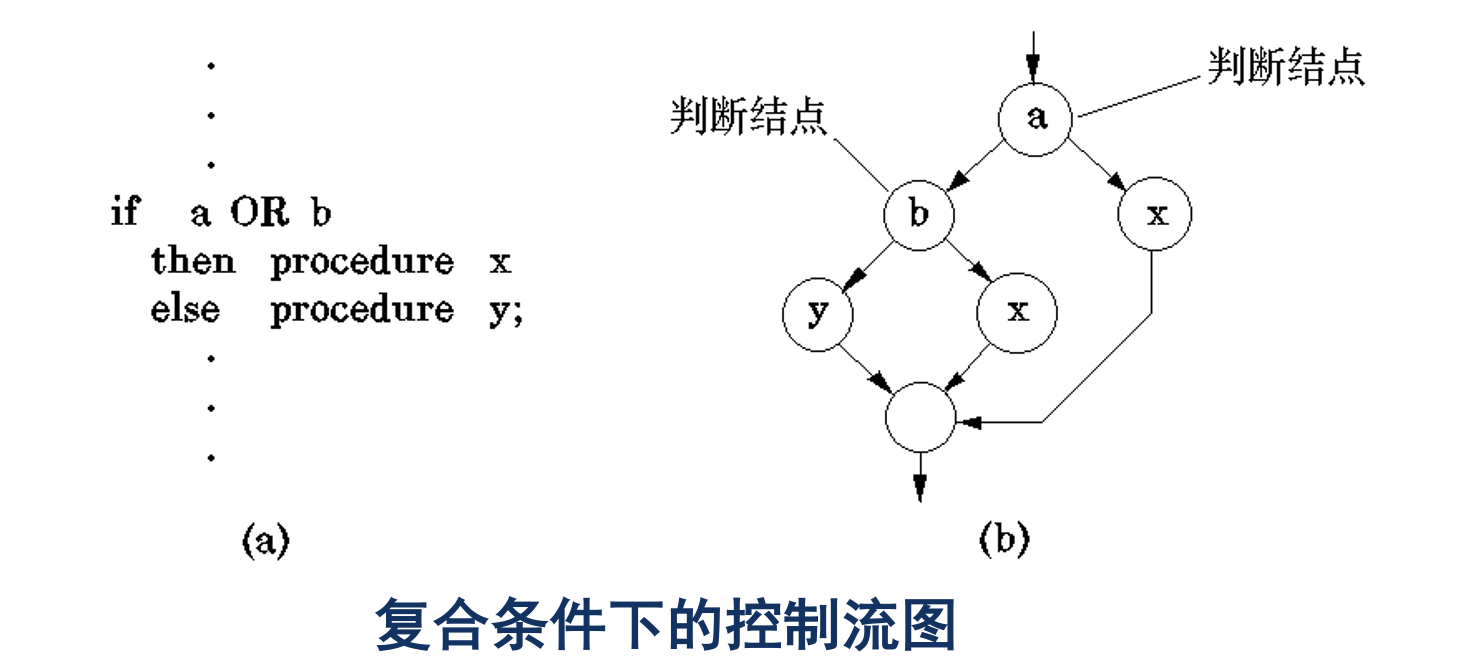 .
.
.
if a OR b
then procedure x
else procedure y;
.
.
.
(a)
判断结点
判断结点
a
b
x
y
x
(b)
复合条件下的控制流图